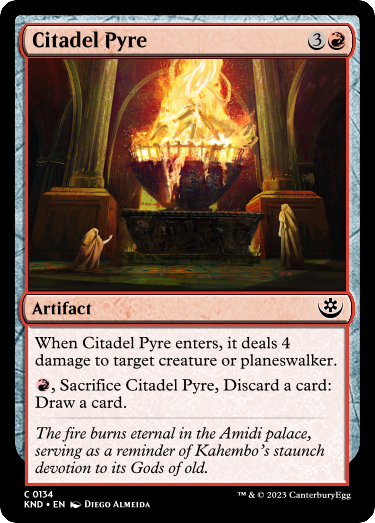 Citadel Pyre 3
Artifact
When Citadel Pyre enters, it deals 4
damage to target creature or planeswalker.
, Sacrifice Citadel Pyre, Discard a card:
Draw a card.
The fire burns eternal in the Amidi palace,
serving as a reminder of Kahembo's staunch
devotion to its Gods of old.
C 0134
KND • EN Diego Almeida
™ & © 2023 CanterburyEgg